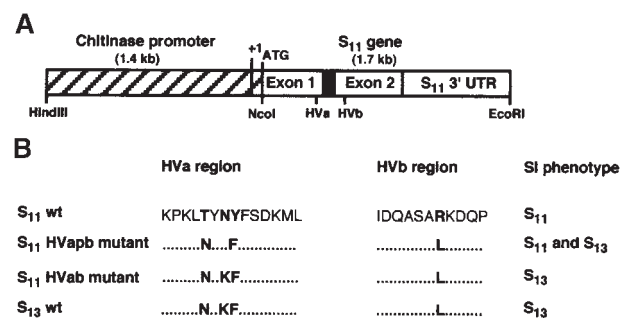 A
Chitinase promoter
(1.4 kb)
+1
ATG
S11 gene
(1.7 kb)
Exon 1
Exon 2
S11 3' UTR
HindIII
NcoI
HVa
HVb
EcoRI
B
HVa region HVb region SI phenotype
S11 wt KPKLTYNYFSDKML IDQASARKDQP S11
S11 HVapb mutant .........N....F.............. ..............L......... S11 and S13
S11 HVab mutant .........N..KF.............. ..............L......... S13
S13 wt .........N..KF.............. ..............L......... S13